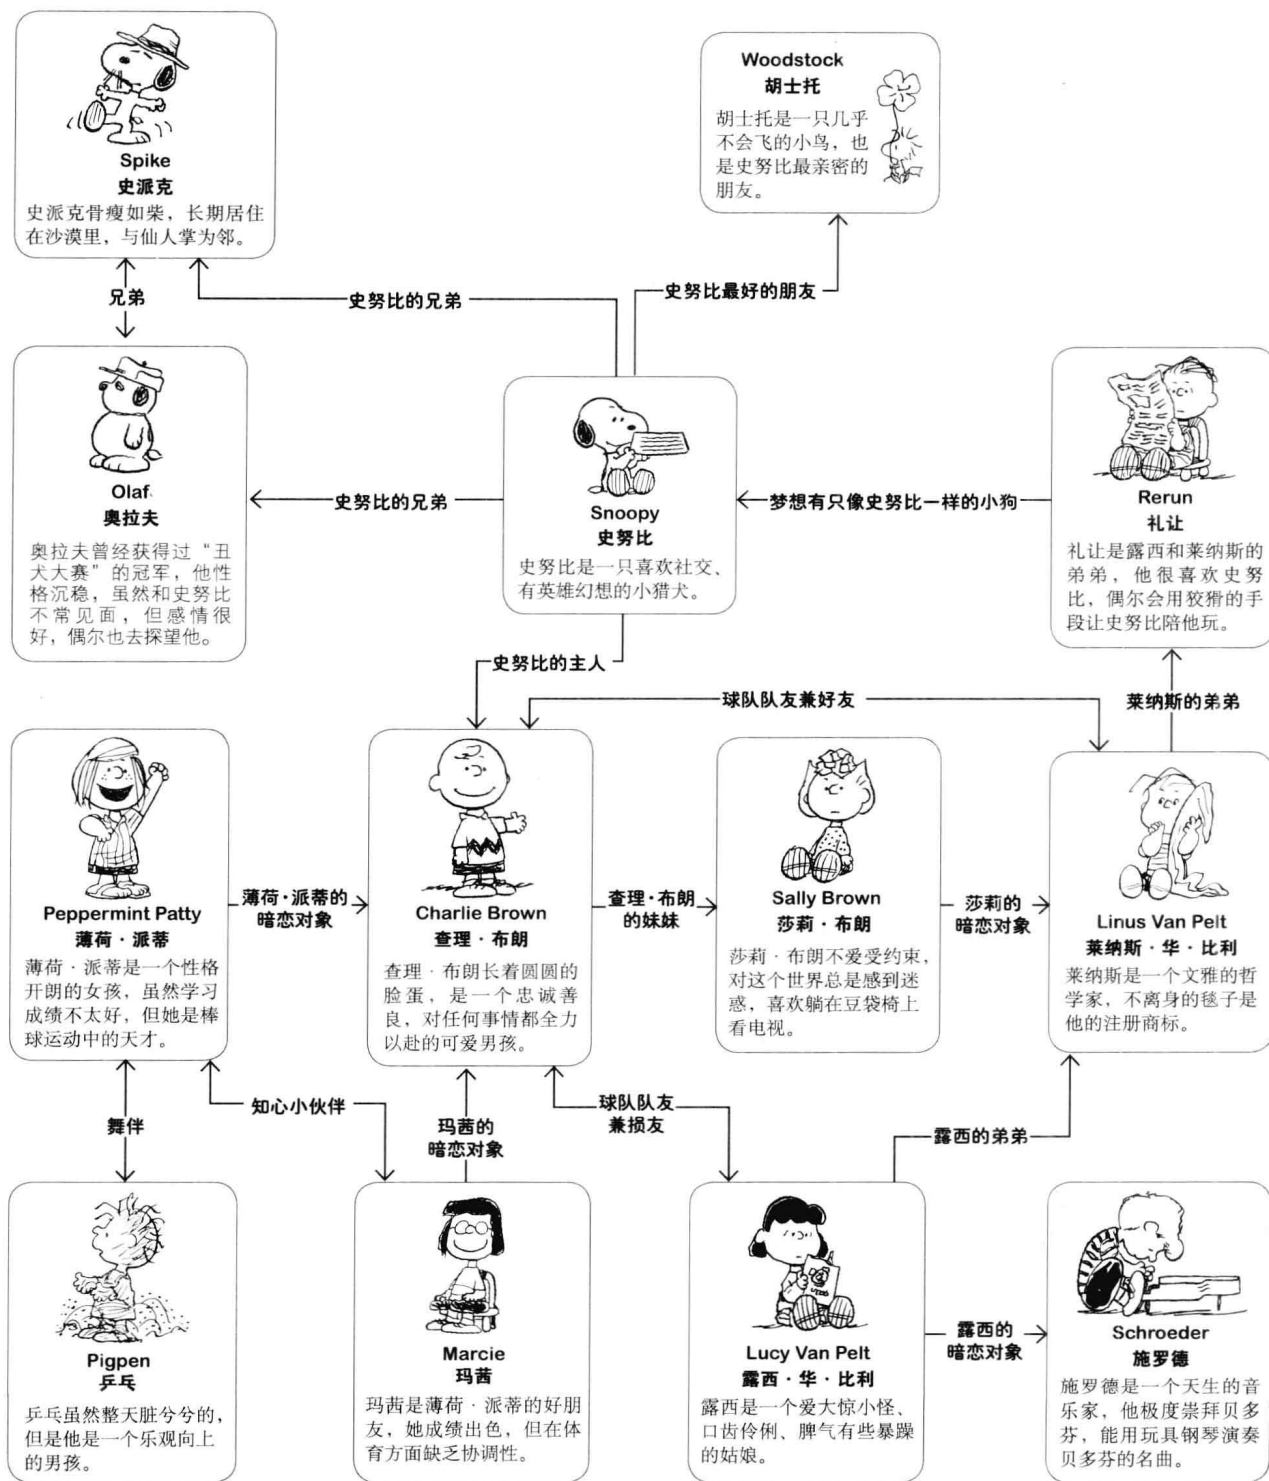 Spike
史派克
史派克骨瘦如柴，长期居住
在沙漠里，与仙人掌为邻。
Woodstock
胡士托
胡士托是一只几乎
不会飞的小鸟，也
是史努比最亲密的
朋友。
兄弟
史努比的兄弟
史努比最好的朋友
Olaf
奥拉夫
奥拉夫曾经获得过“丑
犬大赛”的冠军，他性
格沉稳，虽然和史努比
不常见面，但感情很
好，偶尔也去探望他。
史努比的兄弟
Snoopy
史努比
史努比是一只喜欢社交、
有英雄幻想的小猎犬。
梦想有只像史努比一样的小狗
Rerun
礼让
礼让是露西和莱纳斯的
弟弟，他很喜欢史努
比，偶尔会用狡猾的手
段让史努比陪他玩。
史努比的主人
球队队友兼好友
莱纳斯的弟弟
Peppermint Patty
薄荷·派蒂
薄荷·派蒂是一个性格
开朗的女孩，虽然学习
成绩不太好，但她是棒
球运动中的天才。
薄荷·派蒂的
暗恋对象
Charlie Brown
查理·布朗
查理·布朗长着圆圆的
脸蛋，是一个忠诚善
良，对任何事情都全力
以赴的可爱男孩。
查理·布朗
的妹妹
Sally Brown
莎莉·布朗
莎莉·布朗不爱受约束，
对这个世界总是感到迷
惑，喜欢躺在豆袋椅上
看电视。
莎莉的
暗恋对象
Linus Van Pelt
莱纳斯·华·比利
莱纳斯是一个文雅的哲
学家，不离身的毯子是
他的注册商标。
舞伴
知心小伙伴
玛茜的
暗恋对象
球队队友
兼损友
露西的弟弟
Pigpen
乒乓
乒乓虽然整天脏兮兮的，
但是他是一个乐观向上
的男孩。
Marcie
玛茜
玛茜是薄荷·派蒂的好朋
友，她成绩出色，但在体
育方面缺乏协调性。
Lucy Van Pelt
露西·华·比利
露西是一个爱大惊小怪、
口齿伶俐、脾气有些暴躁
的姑娘。
露西的
暗恋对象
Schroeder
施罗德
施罗德是一个天生的音
乐家，他极度崇拜贝多
芬，能用玩具钢琴演奏
贝多芬的名曲。